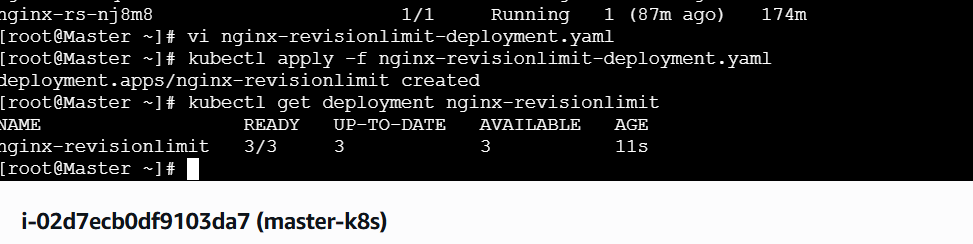 nginx-rs-nj8m8 1/1 Running 1 (87m ago) 174m
[root@Master ~]# vi nginx-revisionlimit-deployment.yaml
[root@Master ~]# kubectl apply -f nginx-revisionlimit-deployment.yaml
deployment.apps/nginx-revisionlimit created
[root@Master ~]# kubectl get deployment nginx-revisionlimit
NAME READY UP-TO-DATE AVAILABLE AGE
nginx-revisionlimit 3/3 3 3 11s
[root@Master ~]#
i-02d7ecb0df9103da7 (master-k8s)